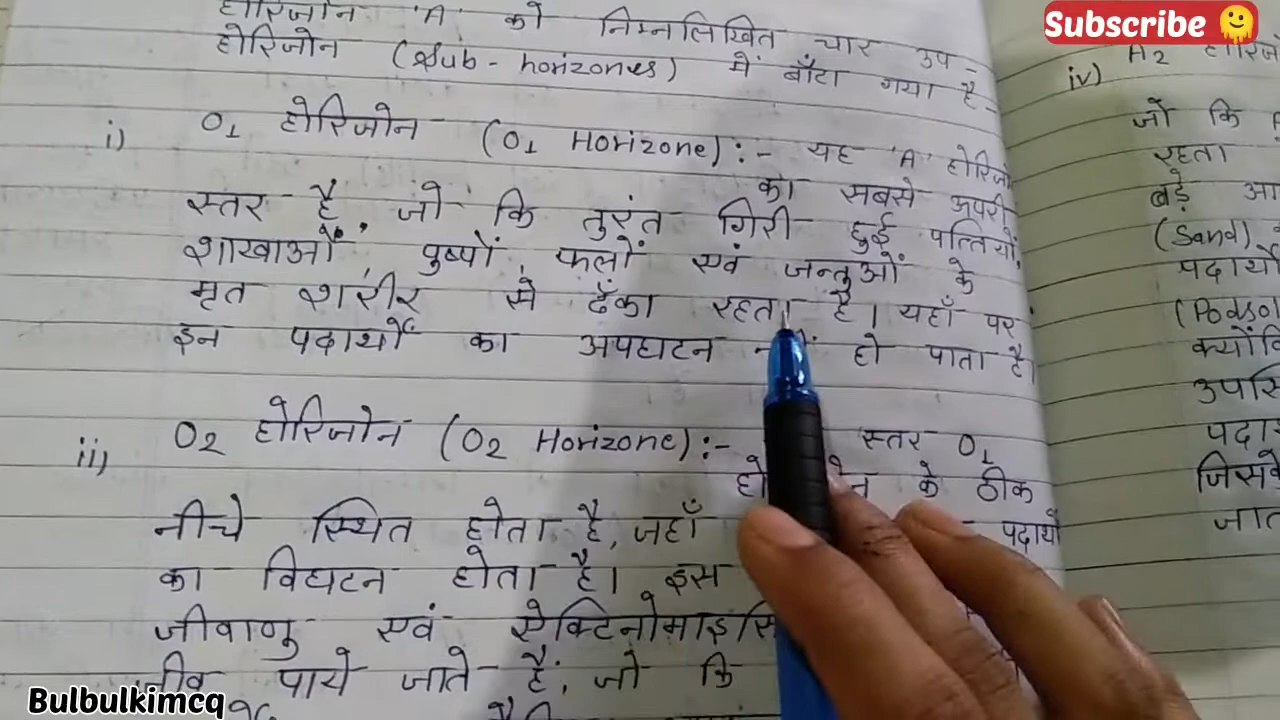 होरिजोन 'A' को निम्नलिखित चार उप-
होरिजोन (Sub-horizones) में बाँटा गया है-
i) O1 होरिजोन (O1 Horizone):- यह 'A' होरिजो
का सबसे ऊपरी
स्तर है, जो कि तुरंत गिरी हुई पत्तियों,
शाखाओं, पुष्पों, फलों एवं जन्तुओं के
मृत शरीर से ढँका रहता है। यहाँ पर
इन पदार्थों का अपघटन हो पाता है।
ii) O2 होरिजोन (O2 Horizone):- स्तर O1
के ठीक
नीचे स्थित होता है, जहाँ पदार्थों
का विघटन होता है। इस
जीवाणु एवं ऐक्टिनोमाइसि
जीव पाये जाते हैं, जो कि
A2 होरिजो
iv)
जो कि
रहता
बड़े आ
(Sand)
पदार्थों
(Podsol
क्योंकि
उपस्थि
पदार्थ
जिसके
जात
Subscribe
Bulbulkimcq